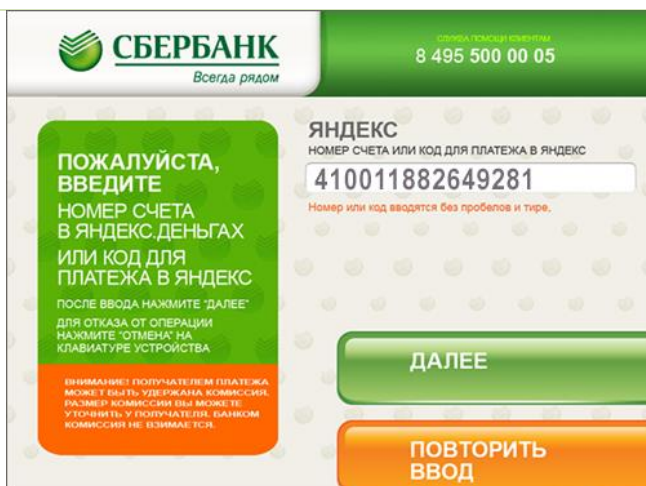 СБЕРБАНК
Всегда рядом
СЛУЖБА ПОМОЩИ КЛИЕНТАМ
8 495 500 00 05
ПОЖАЛУЙСТА,
ВВЕДИТЕ
НОМЕР СЧЕТА
В ЯНДЕКС.ДЕНЬГАХ
ИЛИ КОД ДЛЯ
ПЛАТЕЖА В ЯНДЕКС
ПОСЛЕ ВВОДА НАЖМИТЕ "ДАЛЕЕ"
ДЛЯ ОТКАЗА ОТ ОПЕРАЦИИ
НАЖМИТЕ "ОТМЕНА" НА
КЛАВИАТУРЕ УСТРОЙСТВА
ВНИМАНИЕ! ПОЛУЧАТЕЛЕМ ПЛАТЕЖА
МОЖЕТ БЫТЬ УДЕРЖАНА КОМИССИЯ.
РАЗМЕР КОМИССИИ ВЫ МОЖЕТЕ
УТОЧНИТЬ У ПОЛУЧАТЕЛЯ. БАНКОМ
КОМИССИЯ НЕ ВЗИМАЕТСЯ.
ЯНДЕКС
НОМЕР СЧЕТА ИЛИ КОД ДЛЯ ПЛАТЕЖА В ЯНДЕКС
410011882649281
Номер или код вводятся без пробелов и тире.
ДАЛЕЕ
ПОВТОРИТЬ
ВВОД